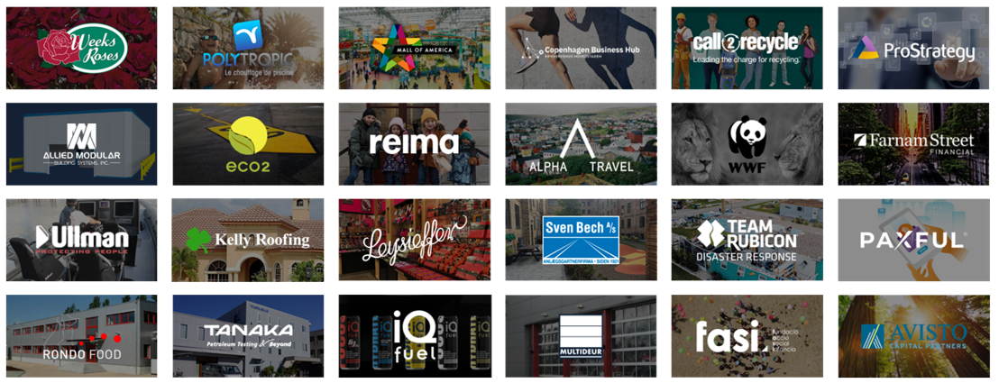 Weeks
Roses
POLYTROPIC
Le chauffage de piscine
MALL OF AMERICA
Copenhagen Business Hub
call2recycle
Leading the charge for recycling.
ProStrategy
ALLIED MODULAR
BUILDING SYSTEMS, INC.
eco2
reima
ALPHA TRAVEL
WWF
Farnam Street
FINANCIAL
Ullman
PROTECTING PEOPLE
Kelly Roofing
Leysieffer
Sven Bech A/S
ANLÆGSGARTNERFIRMA · SIDEN 1921
TEAM
RUBICON
DISASTER RESPONSE
PAXFUL
RONDO FOOD
TANAKA
Petroleum Testing & Beyond
iQ
fuel
MULTIDEUR
fasi.
fundació
acció
social
infància
AVISTO
CAPITAL PARTNERS